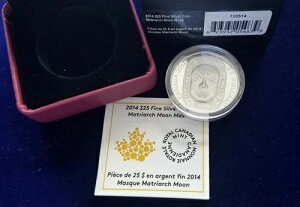 2014 $25 Fine Silver Coin -
Matriarch Moon Mask
Pièce de 25 $ en argent fin 2014 -
Masque Matriarch Moon
133614
2014 $25 Fine Silver
Matriarch Moon Mask
ROYAL CANADIAN MINT
MONNAIE ROYALE CANADIENNE
Pièce de 25 $ en argent fin 2014
Masque Matriarch Moon